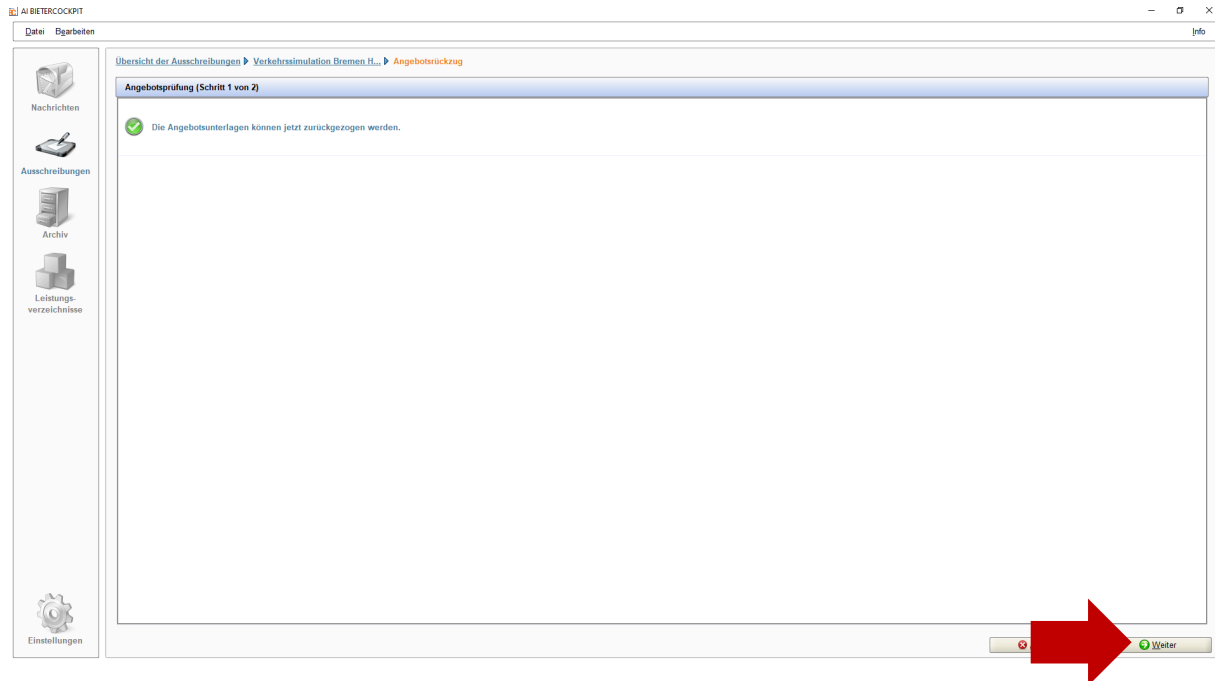 AI BIETERCOCKPIT
Datei Bearbeiten
Info
Nachrichten
Ausschreibungen
Archiv
Leistungs-
verzeichnisse
Einstellungen
Übersicht der Ausschreibungen Verkehrssimulation Bremen H... Angebotsrückzug
Angebotsprüfung (Schritt 1 von 2)
Die Angebotsunterlagen können jetzt zurückgezogen werden.
Weiter